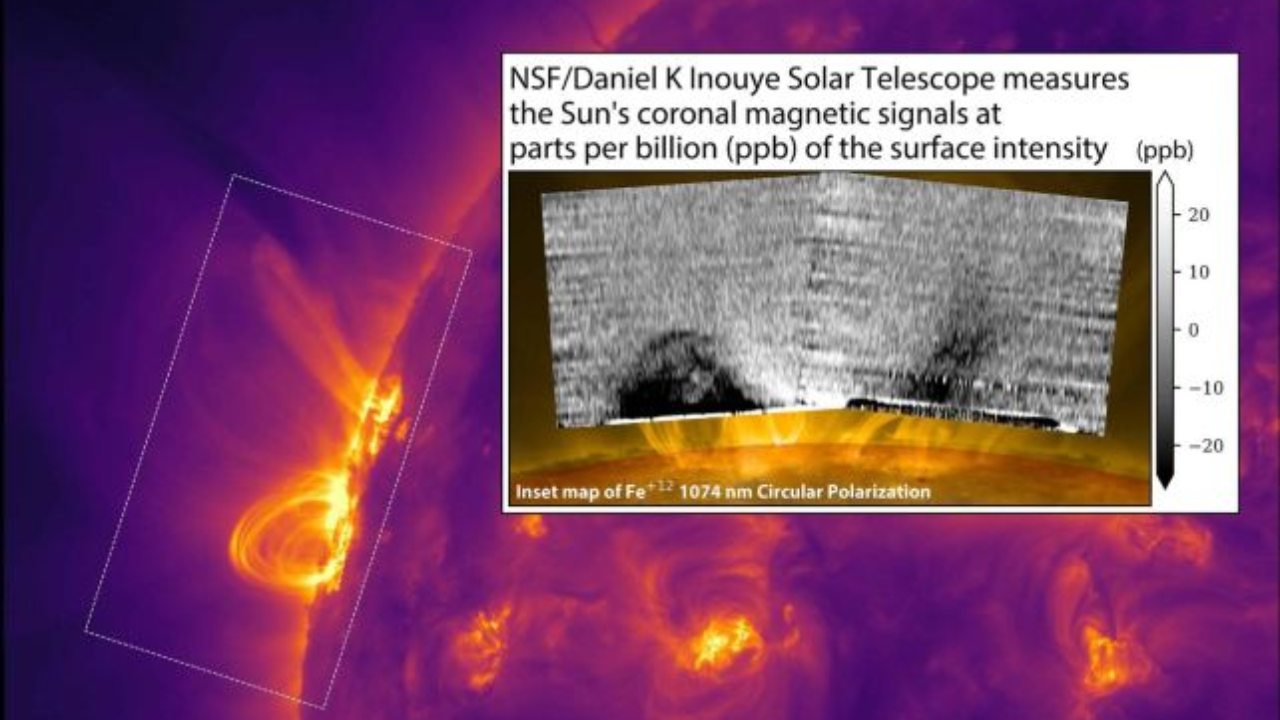 NSF/Daniel K Inouye Solar Telescope measures
the Sun's coronal magnetic signals at
parts per billion (ppb) of the surface intensity (ppb)
20
10
0
−10
−20
Inset map of Fe⁺¹² 1074 nm Circular Polarization